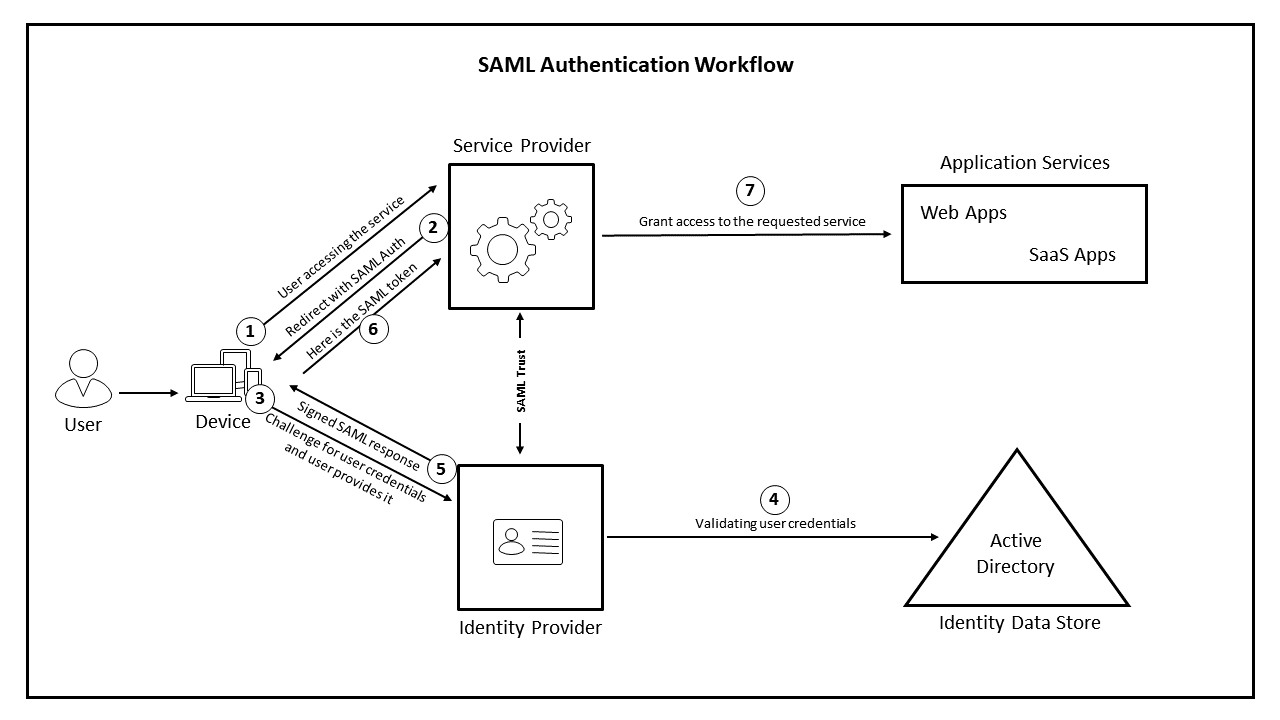 SAML Authentication Workflow
Service Provider
Application Services
Web Apps
SaaS Apps
7
Grant access to the requested service
User accessing the service
2
Redirect with SAML Auth
Here is the SAML token
1
6
SAML Trust
User
Device
3
Signed SAML response
5
Challenge for user credentials
and user provides it
4
Validating user credentials
Active
Directory
Identity Provider
Identity Data Store